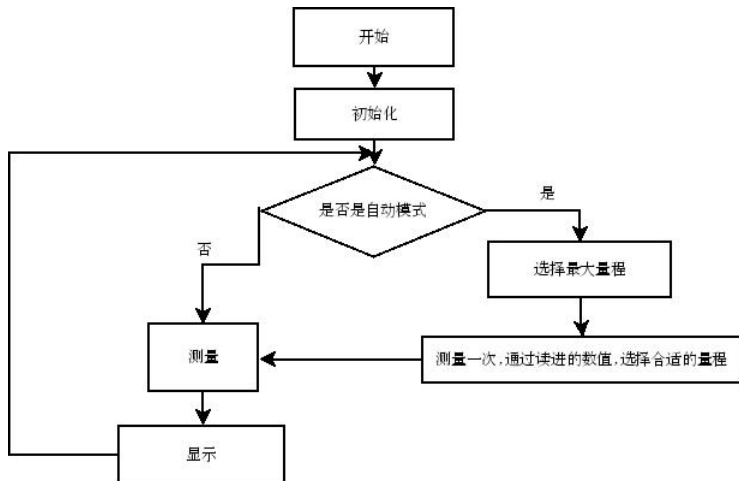 开始
初始化
是否是自动模式
是
否
选择最大量程
测量
测量一次,通过读进的数值,选择合适的量程
显示